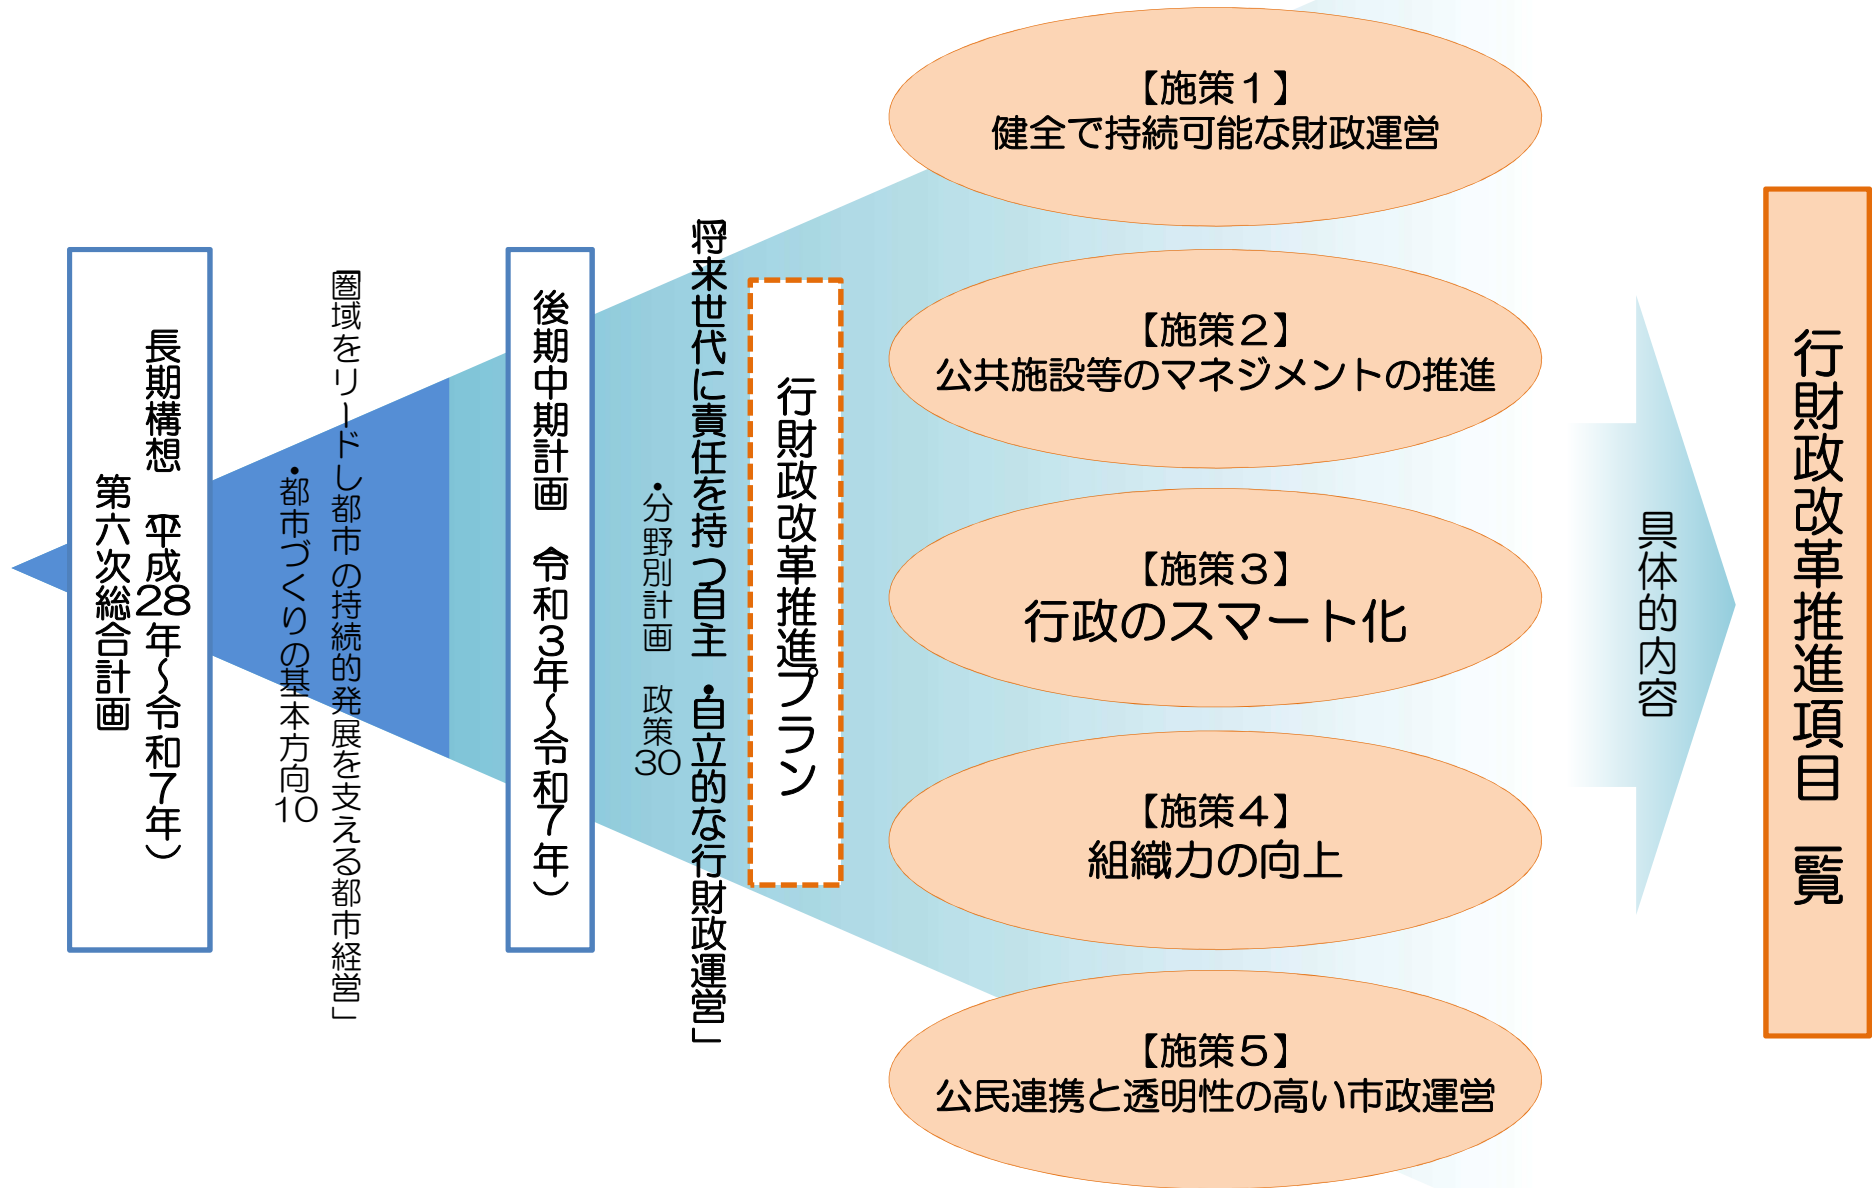 第六次総合計画
長期構想　平成28年～令和7年）
・都市づくりの基本方向10
「圏域をリードし都市の持続的発展を支える都市経営」
後期中期計画　令和3年～令和7年）
・分野別計画　政策30
将来世代に責任を持つ自主・自立的な行財政運営」
行財政改革推進プラン
【施策１】
健全で持続可能な財政運営
【施策２】
公共施設等のマネジメントの推進
【施策３】
行政のスマート化
【施策４】
組織力の向上
【施策５】
公民連携と透明性の高い市政運営
具体的内容
行財政改革推進項目　一覧